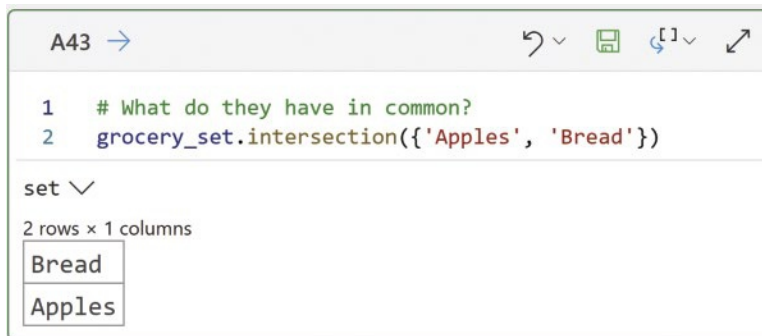 A43
1 # What do they have in common?
2 grocery_set.intersection({'Apples', 'Bread'})
set
2 rows × 1 columns
Bread
Apples